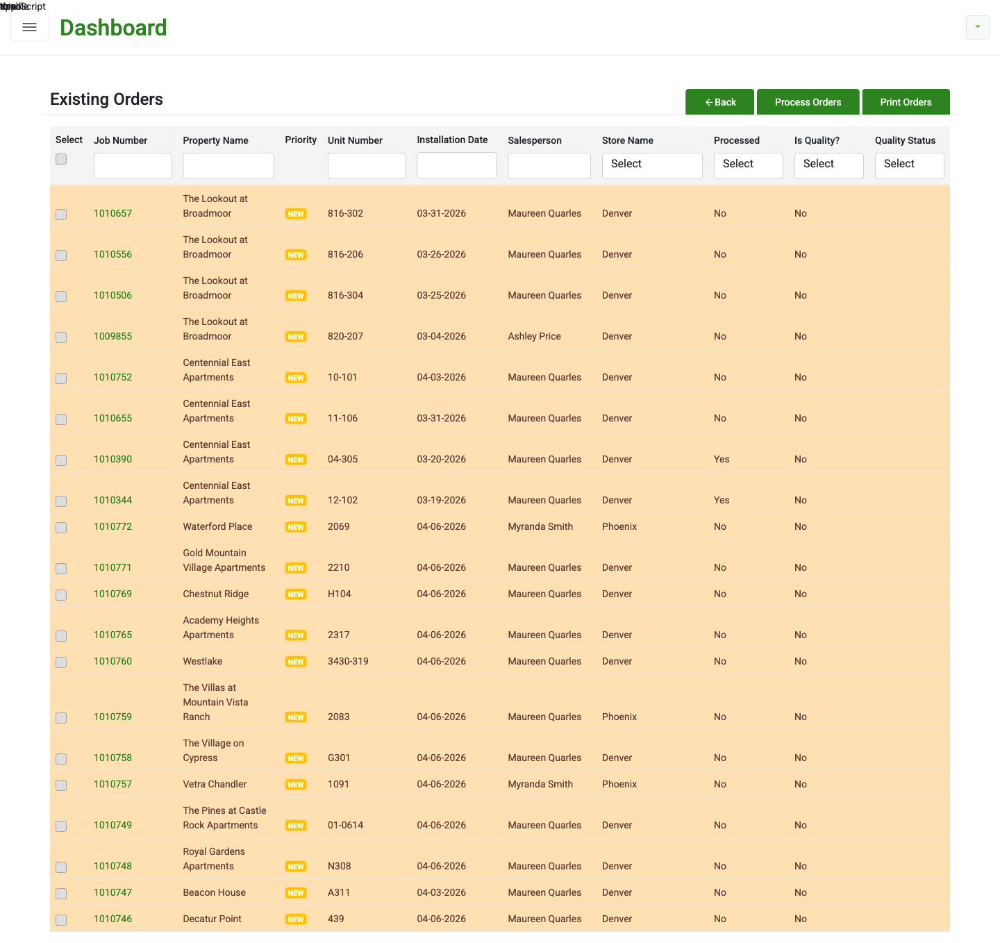 Dashboard
Existing Orders
Back
Process Orders
Print Orders
Select Job Number Property Name Priority Unit Number Installation Date Salesperson Store Name Processed Is Quality? Quality Status
Select Select Select Select
The Lookout at
1010657 Broadmoor NEW 816-302 03-31-2026 Maureen Quarles Denver No No
The Lookout at
1010556 Broadmoor NEW 816-206 03-26-2026 Maureen Quarles Denver No No
The Lookout at
1010506 Broadmoor NEW 816-304 03-25-2026 Maureen Quarles Denver No No
The Lookout at
1009855 Broadmoor NEW 820-207 03-04-2026 Ashley Price Denver No No
Centennial East
1010752 Apartments NEW 10-101 04-03-2026 Maureen Quarles Denver No No
Centennial East
1010655 Apartments NEW 11-106 03-31-2026 Maureen Quarles Denver No No
Centennial East
1010390 Apartments NEW 04-305 03-20-2026 Maureen Quarles Denver Yes No
Centennial East
1010344 Apartments NEW 12-102 03-19-2026 Maureen Quarles Denver Yes No
1010772 Waterford Place NEW 2069 04-06-2026 Myranda Smith Phoenix No No
Gold Mountain
1010771 Village Apartments NEW 2210 04-06-2026 Maureen Quarles Denver No No
1010769 Chestnut Ridge NEW H104 04-06-2026 Maureen Quarles Denver No No
Academy Heights
1010765 Apartments NEW 2317 04-06-2026 Maureen Quarles Denver No No
1010760 Westlake NEW 3430-319 04-06-2026 Maureen Quarles Denver No No
The Villas at
Mountain Vista
1010759 Ranch NEW 2083 04-06-2026 Maureen Quarles Phoenix No No
The Village on
1010758 Cypress NEW G301 04-06-2026 Maureen Quarles Denver No No
1010757 Vetra Chandler NEW 1091 04-06-2026 Myranda Smith Phoenix No No
The Pines at Castle
1010749 Rock Apartments NEW 01-0614 04-06-2026 Maureen Quarles Denver No No
Royal Gardens
1010748 Apartments NEW N308 04-06-2026 Maureen Quarles Denver No No
1010747 Beacon House NEW A311 04-03-2026 Maureen Quarles Denver No No
1010746 Decatur Point NEW 439 04-06-2026 Maureen Quarles Denver No No